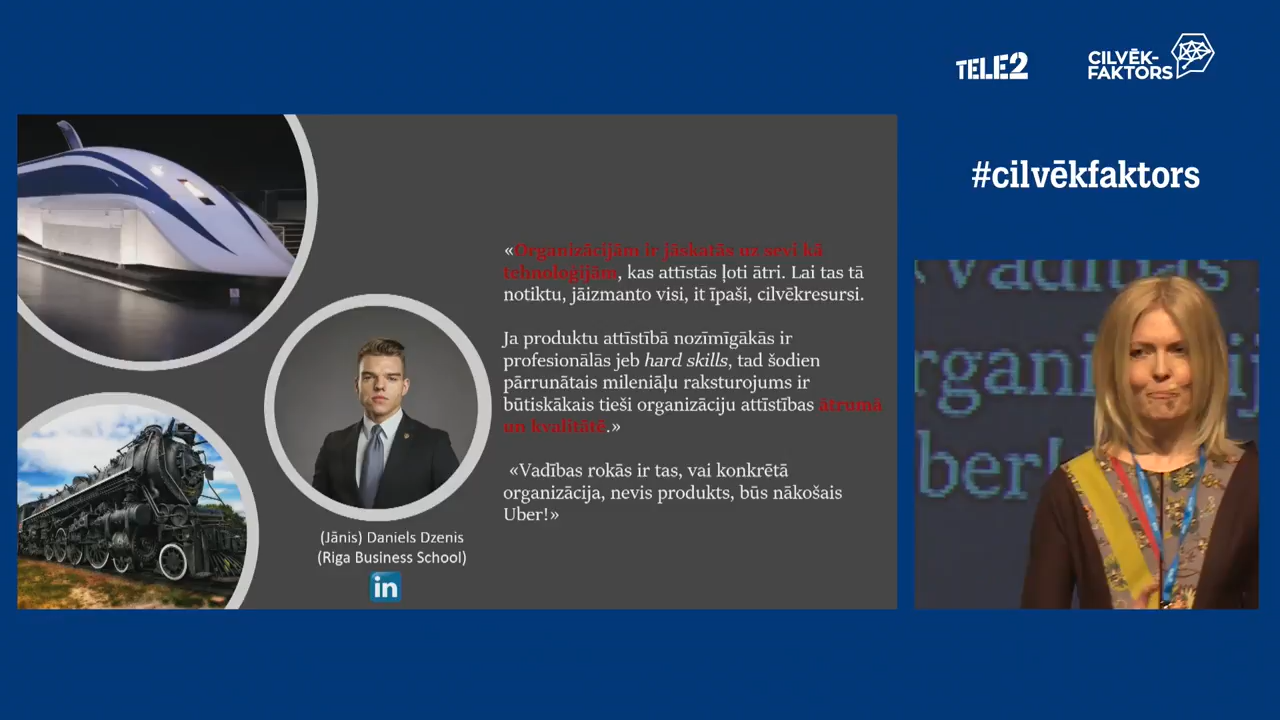 TELE2
CILVĒK-
FAKTORS
#cilvēkfaktors
«Organizācijām ir jāskatās uz sevi kā
tehnoloģijām, kas attīstās ļoti ātri. Lai tas tā
notiktu, jāizmanto visi, it īpaši, cilvēkresursi.
Ja produktu attīstībā nozīmīgākās ir
profesionālās jeb hard skills, tad šodien
pārrunātais mileniāļu raksturojums ir
būtiskākais tieši organizāciju attīstības ātrumā
un kvalitātē.»
«Vadības rokās ir tas, vai konkrētā
organizācija, nevis produkts, būs nākošais
Uber!»
(Jānis) Daniels Dzenis
(Riga Business School)
in
«Vadības
rgani
ber!